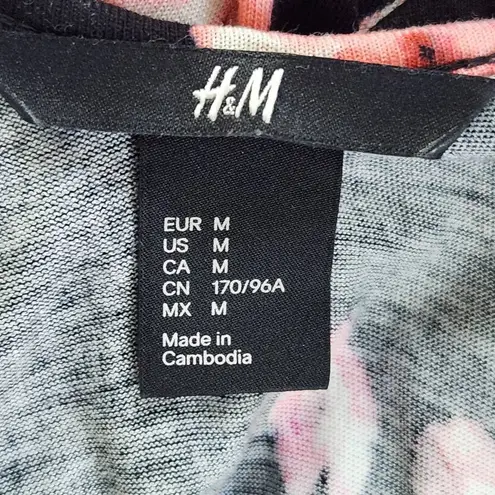 H&M
EUR M
US M
CA M
CN 170/96A
MX M
Made in
Cambodia